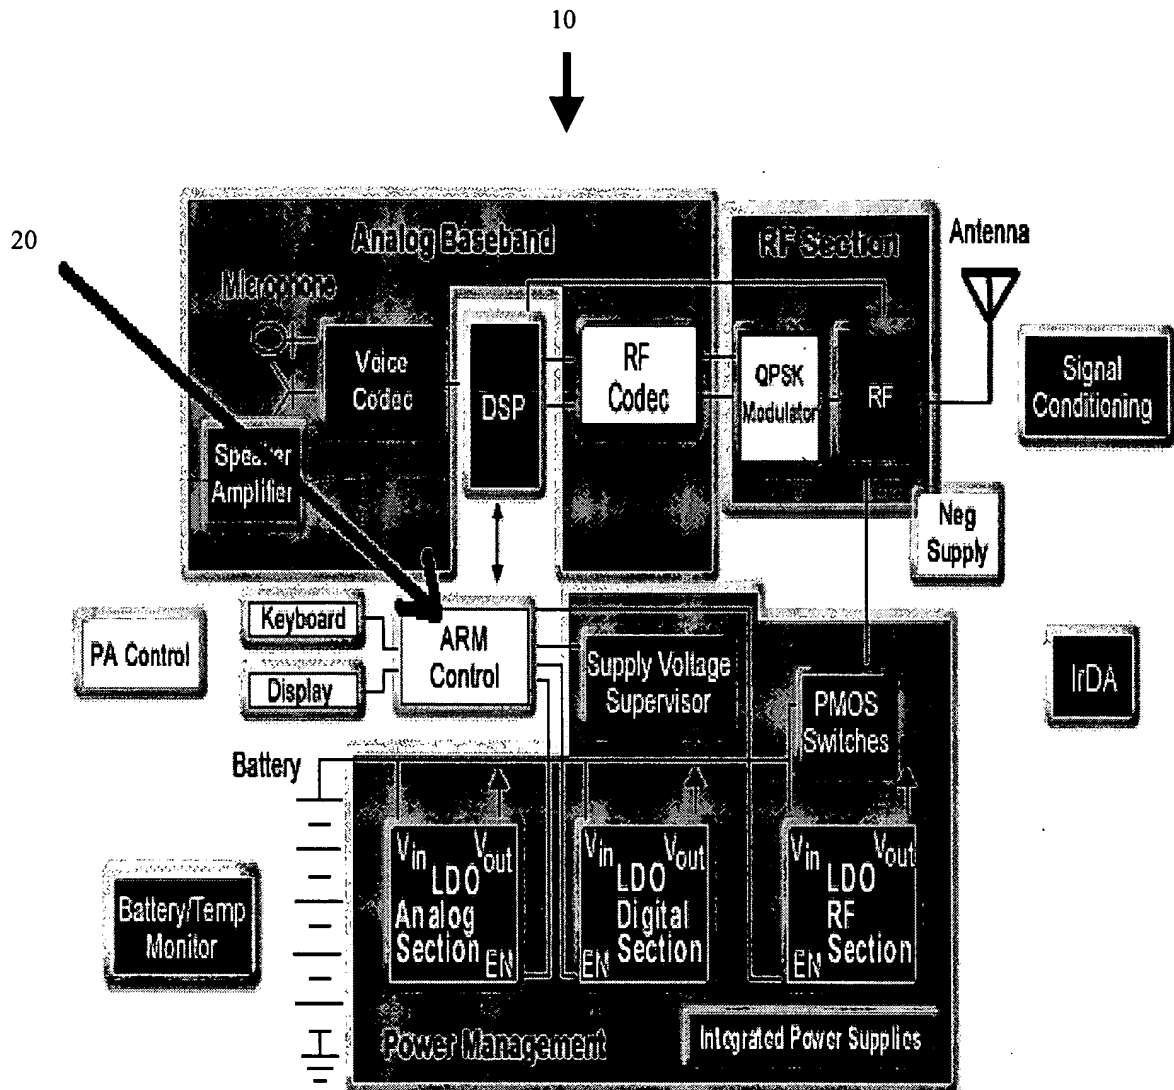 10
20
Analog Baseband
RF Section
Antenna
Microphone
Voice
Codec
DSP
RF
Codec
QPSK
Modulator
RF
Signal
Conditioning
Speaker
Amplifier
Neg
Supply
PA Control
Keyboard
Display
ARM
Control
Supply Voltage
Supervisor
PMOS
Switches
IrDA
Battery
Vin Vout
LDO
Analog
Section
EN
Vin Vout
LDO
Digital
Section
EN
Vin Vout
LDO
RF
Section
EN
Battery/Temp
Monitor
Power Management
Integrated Power Supplies